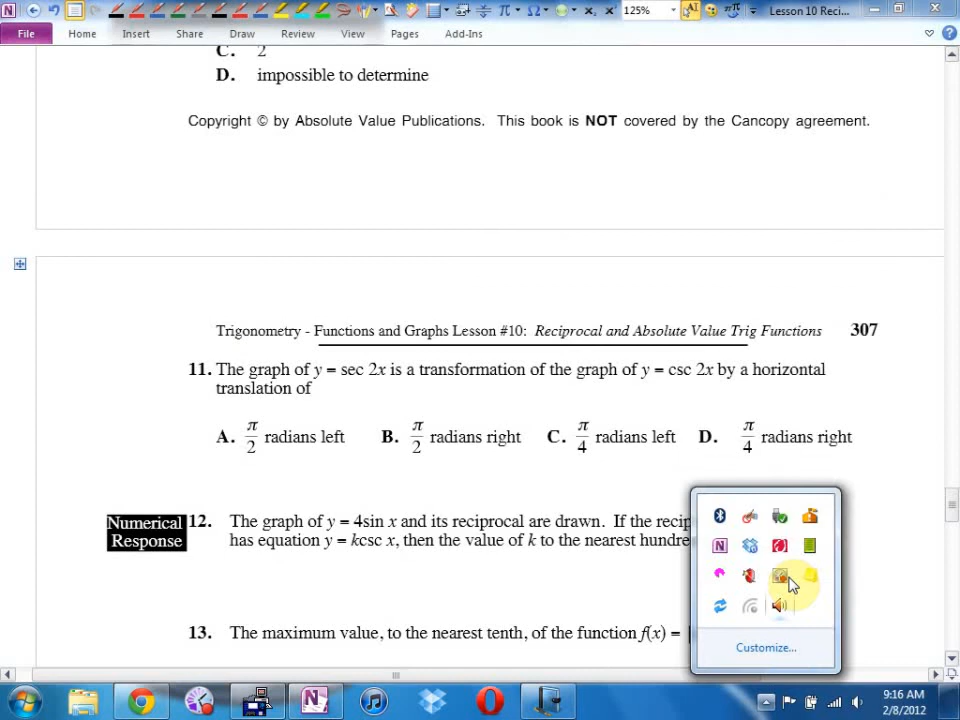 125%
Lesson 10 Reci...
File Home Insert Share Draw Review View Pages Add-Ins
C. 2
D. impossible to determine
Copyright © by Absolute Value Publications. This book is NOT covered by the Cancopy agreement.
Trigonometry - Functions and Graphs Lesson #10: Reciprocal and Absolute Value Trig Functions 307
11. The graph of y = sec 2x is a transformation of the graph of y = csc 2x by a horizontal
translation of
A. π/2 radians left B. π/2 radians right C. π/4 radians left D. π/4 radians right
Numerical
Response
12. The graph of y = 4sin x and its reciprocal are drawn. If the recip
has equation y = kcsc x, then the value of k to the nearest hundre
13. The maximum value, to the nearest tenth, of the function f(x) =
Customize...
9:16 AM
2/8/2012